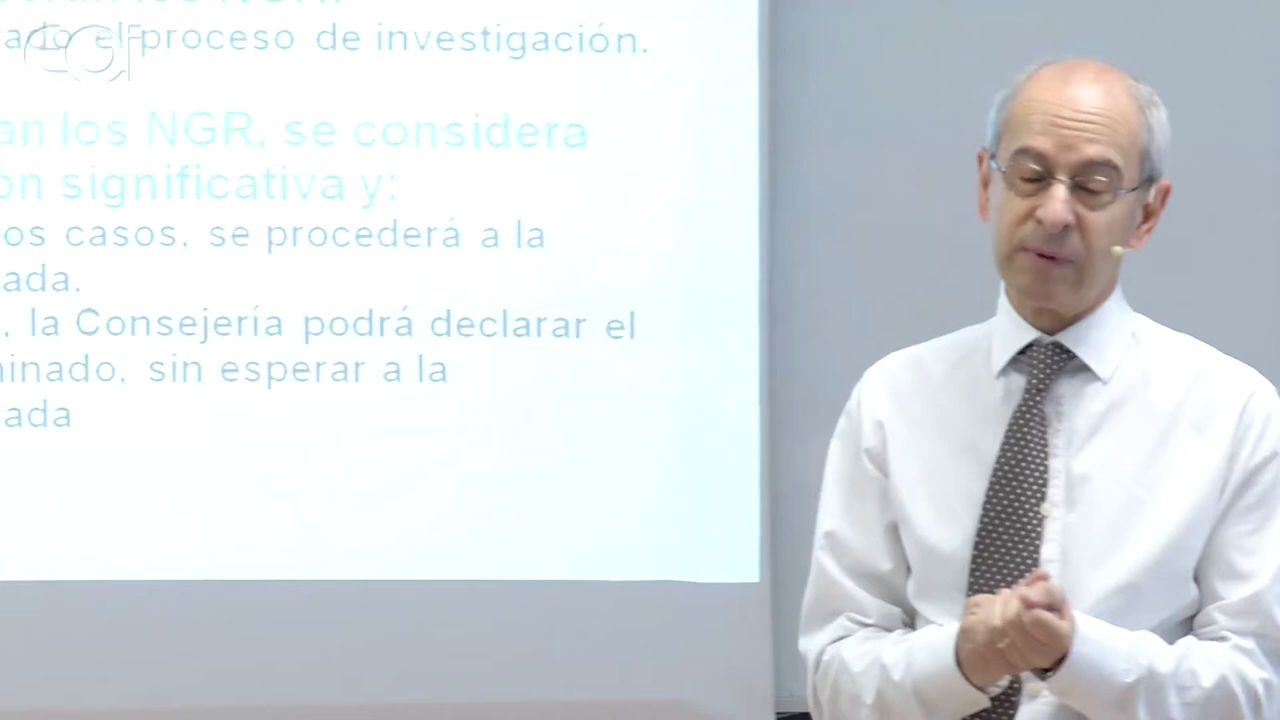 eoi
el proceso de investigación.
an los NGR, se considera
ón significativa y:
os casos, se procederá a la
ada.
, la Consejería podrá declarar el
inado, sin esperar a la
ada